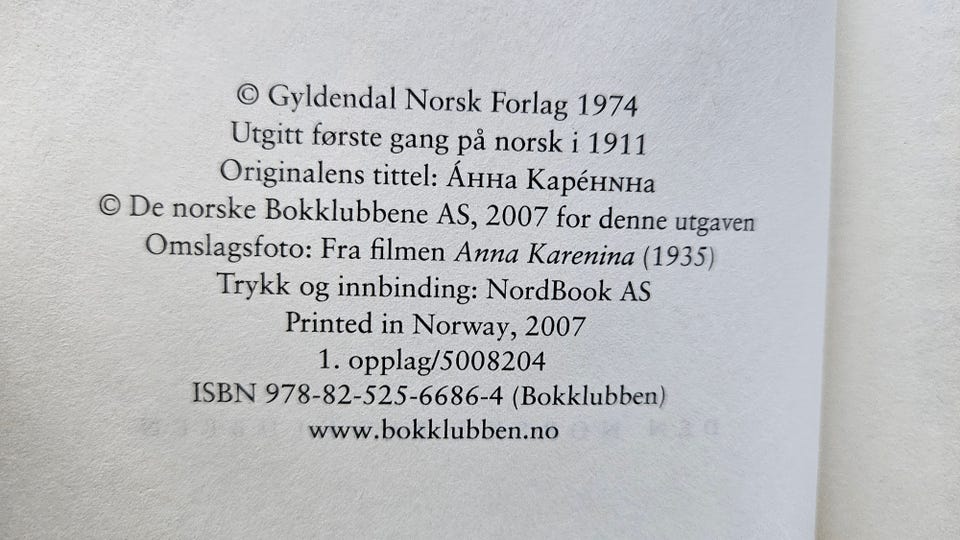 © Gyldendal Norsk Forlag 1974
Utgitt første gang på norsk i 1911
Originalens tittel: А́нна Каре́нNна
© De norske Bokklubbene AS, 2007 for denne utgaven
Omslagsfoto: Fra filmen Anna Karenina (1935)
Trykk og innbinding: NordBook AS
Printed in Norway, 2007
1. opplag/5008204
ISBN 978-82-525-6686-4 (Bokklubben)
www.bokklubben.no